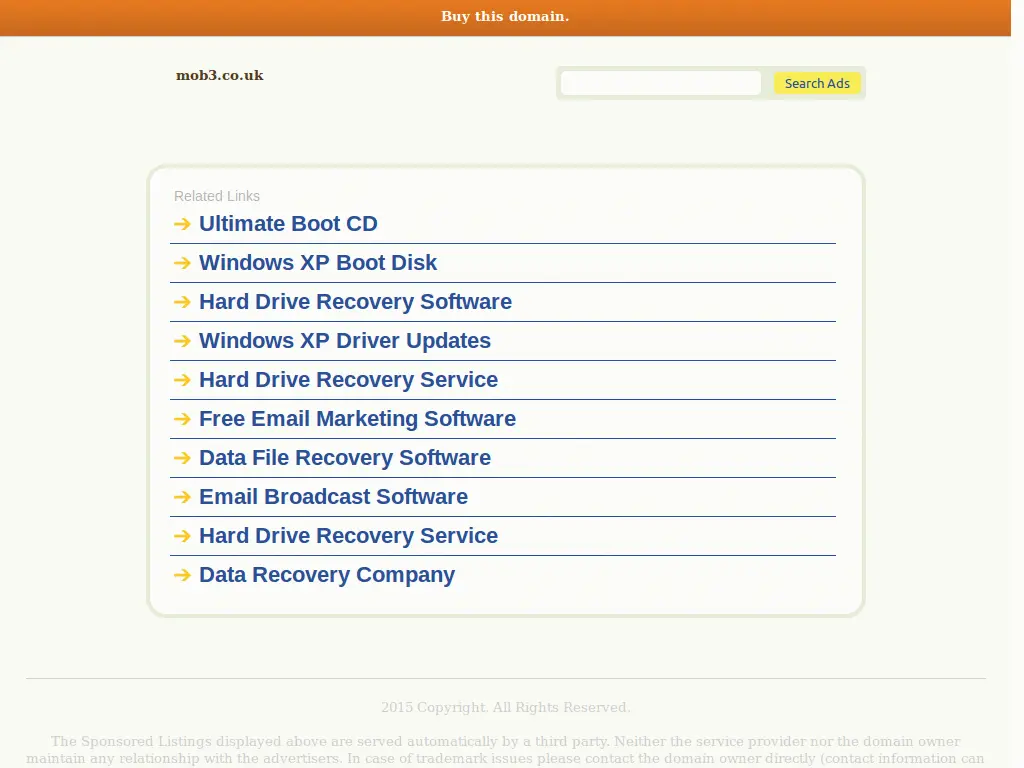 Buy this domain.
mob3.co.uk
Search Ads
Related Links
Ultimate Boot CD
Windows XP Boot Disk
Hard Drive Recovery Software
Windows XP Driver Updates
Hard Drive Recovery Service
Free Email Marketing Software
Data File Recovery Software
Email Broadcast Software
Hard Drive Recovery Service
Data Recovery Company
2015 Copyright. All Rights Reserved.
The Sponsored Listings displayed above are served automatically by a third party. Neither the service provider nor the domain owner
maintain any relationship with the advertisers. In case of trademark issues please contact the domain owner directly (contact information can